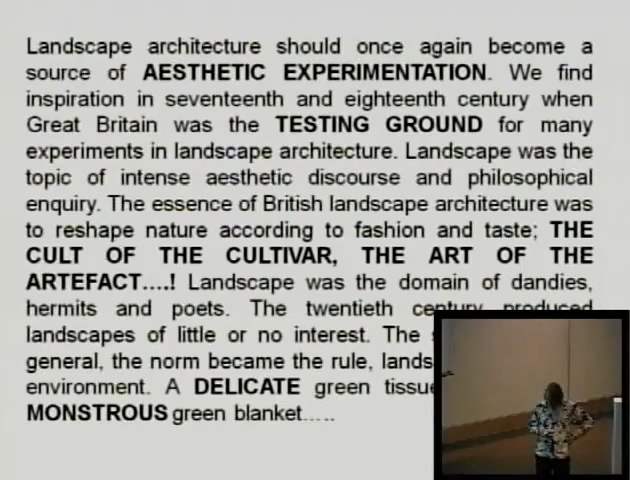 Landscape architecture should once again become a
source of AESTHETIC EXPERIMENTATION. We find
inspiration in seventeenth and eighteenth century when
Great Britain was the TESTING GROUND for many
experiments in landscape architecture. Landscape was the
topic of intense aesthetic discourse and philosophical
enquiry. The essence of British landscape architecture was
to reshape nature according to fashion and taste; THE
CULT OF THE CULTIVAR, THE ART OF THE
ARTEFACT....! Landscape was the domain of dandies,
hermits and poets. The twentieth century produced
landscapes of little or no interest. The
general, the norm became the rule,
environment. A DELICATE green tissue
MONSTROUS green blanket.....